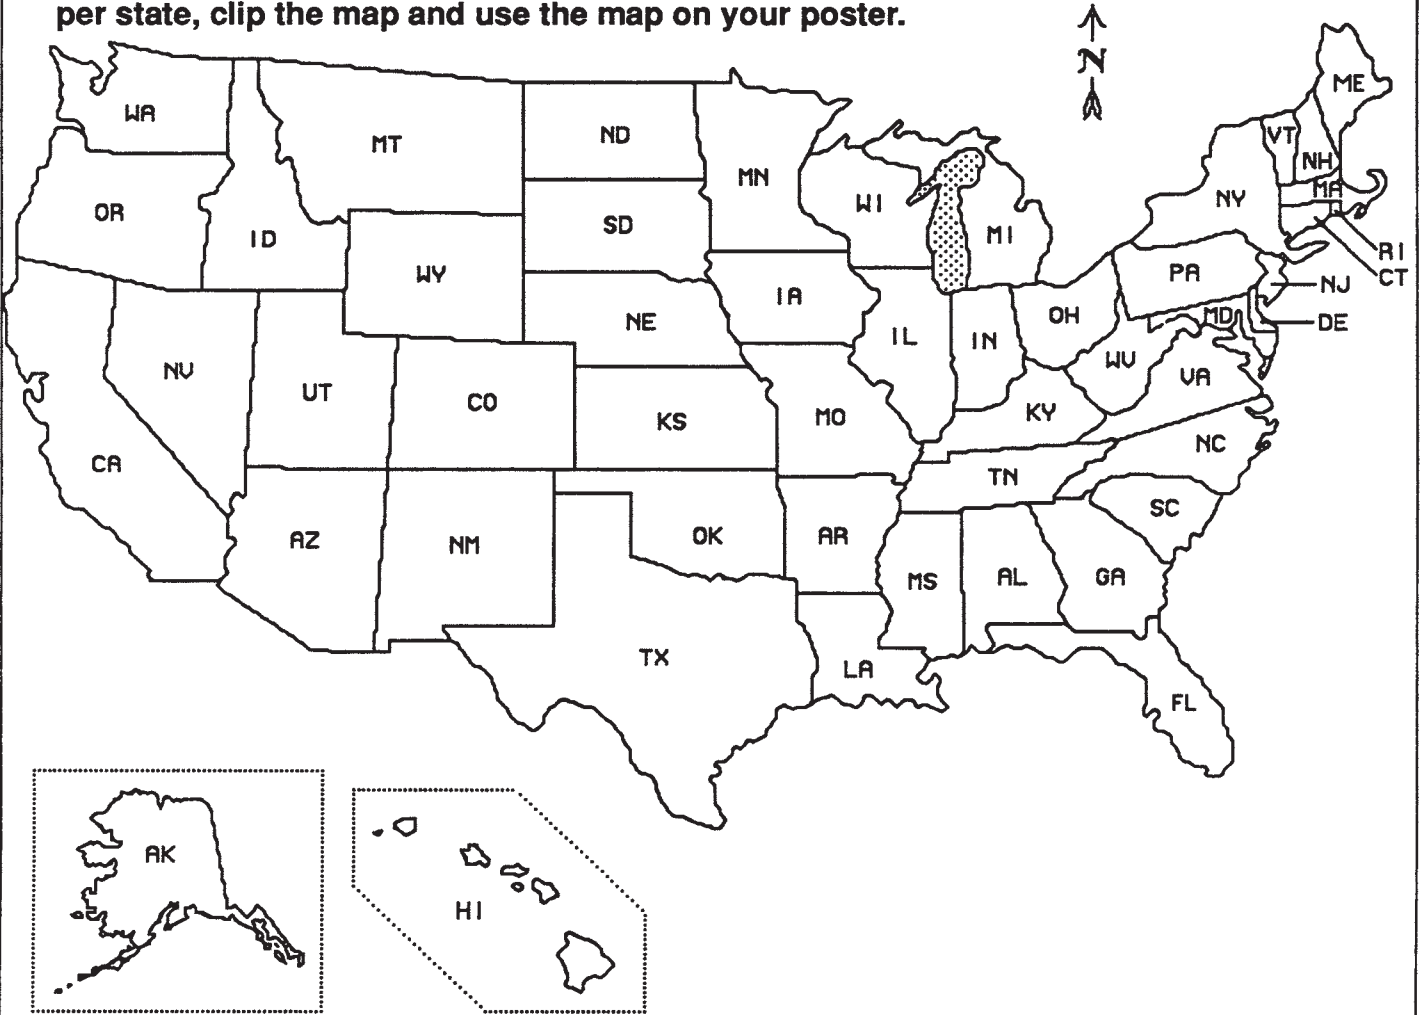 per state, clip the map and use the map on your poster.
N
ME
WA
VT
MT
ND
NH
MN
MA
WI
NY
OR
SD
MI
ID
RI
WY
PA
CT
NJ
IA
NE
OH
MD
DE
IL
IN
WV
NV
VA
UT
CO
KY
KS
MO
NC
CA
TN
SC
AZ
NM
OK
AR
MS
AL
GA
TX
LA
FL
AK
HI